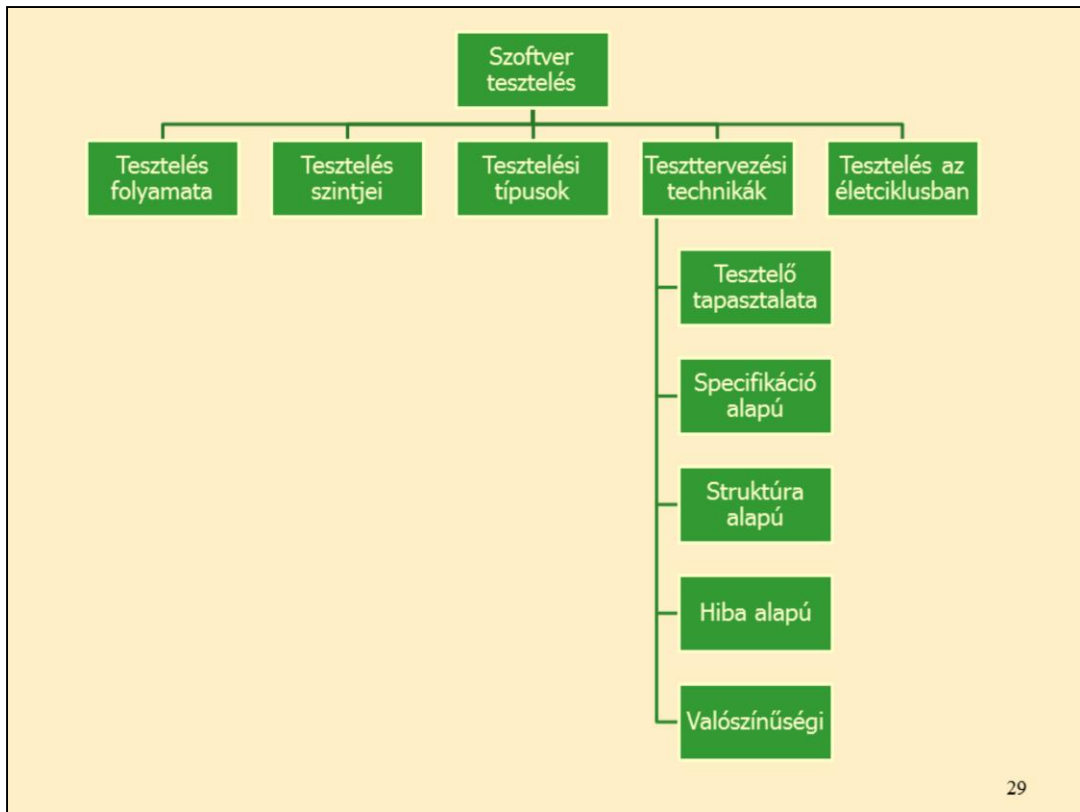 Szoftver
tesztelés
Tesztelés
folyamata
Tesztelés
szintjei
Tesztelési
típusok
Teszttervezési
technikák
Tesztelés az
életciklusban
Tesztelő
tapasztalata
Specifikáció
alapú
Struktúra
alapú
Hiba alapú
Valószínűségi
29